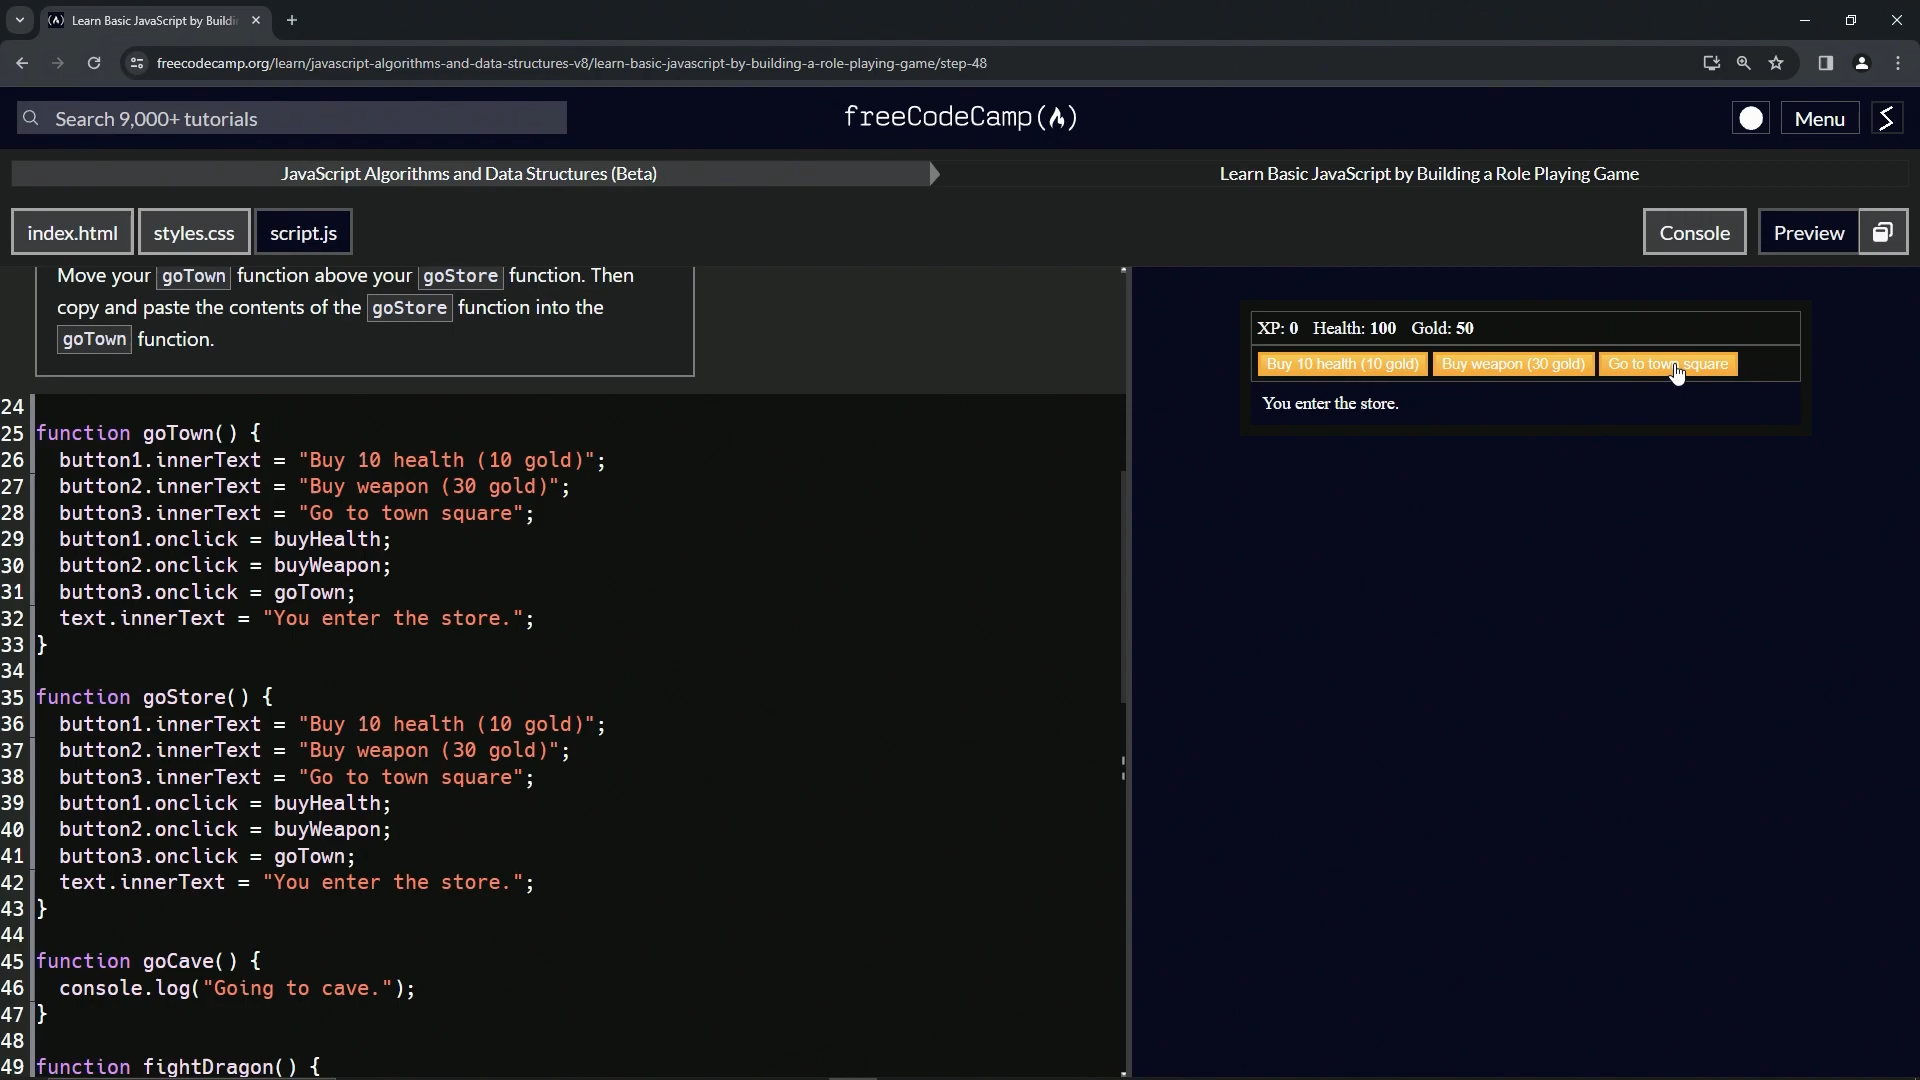 Learn Basic JavaScript by Buildi
freecodecamp.org/learn/javascript-algorithms-and-data-structures-v8/learn-basic-javascript-by-building-a-role-playing-game/step-48
Search 9,000+ tutorials
freeCodeCamp(🔥)
Menu
JavaScript Algorithms and Data Structures (Beta)
Learn Basic JavaScript by Building a Role Playing Game
index.html
styles.css
script.js
Console
Preview
Move your goTown function above your goStore function. Then
copy and paste the contents of the goStore function into the
goTown function.
24
25 function goTown() {
26 button1.innerText = "Buy 10 health (10 gold)";
27 button2.innerText = "Buy weapon (30 gold)";
28 button3.innerText = "Go to town square";
29 button1.onclick = buyHealth;
30 button2.onclick = buyWeapon;
31 button3.onclick = goTown;
32 text.innerText = "You enter the store.";
33 }
34
35 function goStore() {
36 button1.innerText = "Buy 10 health (10 gold)";
37 button2.innerText = "Buy weapon (30 gold)";
38 button3.innerText = "Go to town square";
39 button1.onclick = buyHealth;
40 button2.onclick = buyWeapon;
41 button3.onclick = goTown;
42 text.innerText = "You enter the store.";
43 }
44
45 function goCave() {
46 console.log("Going to cave.");
47 }
48
49 function fightDragon() {
XP: 0 Health: 100 Gold: 50
Buy 10 health (10 gold) Buy weapon (30 gold) Go to town square
You enter the store.